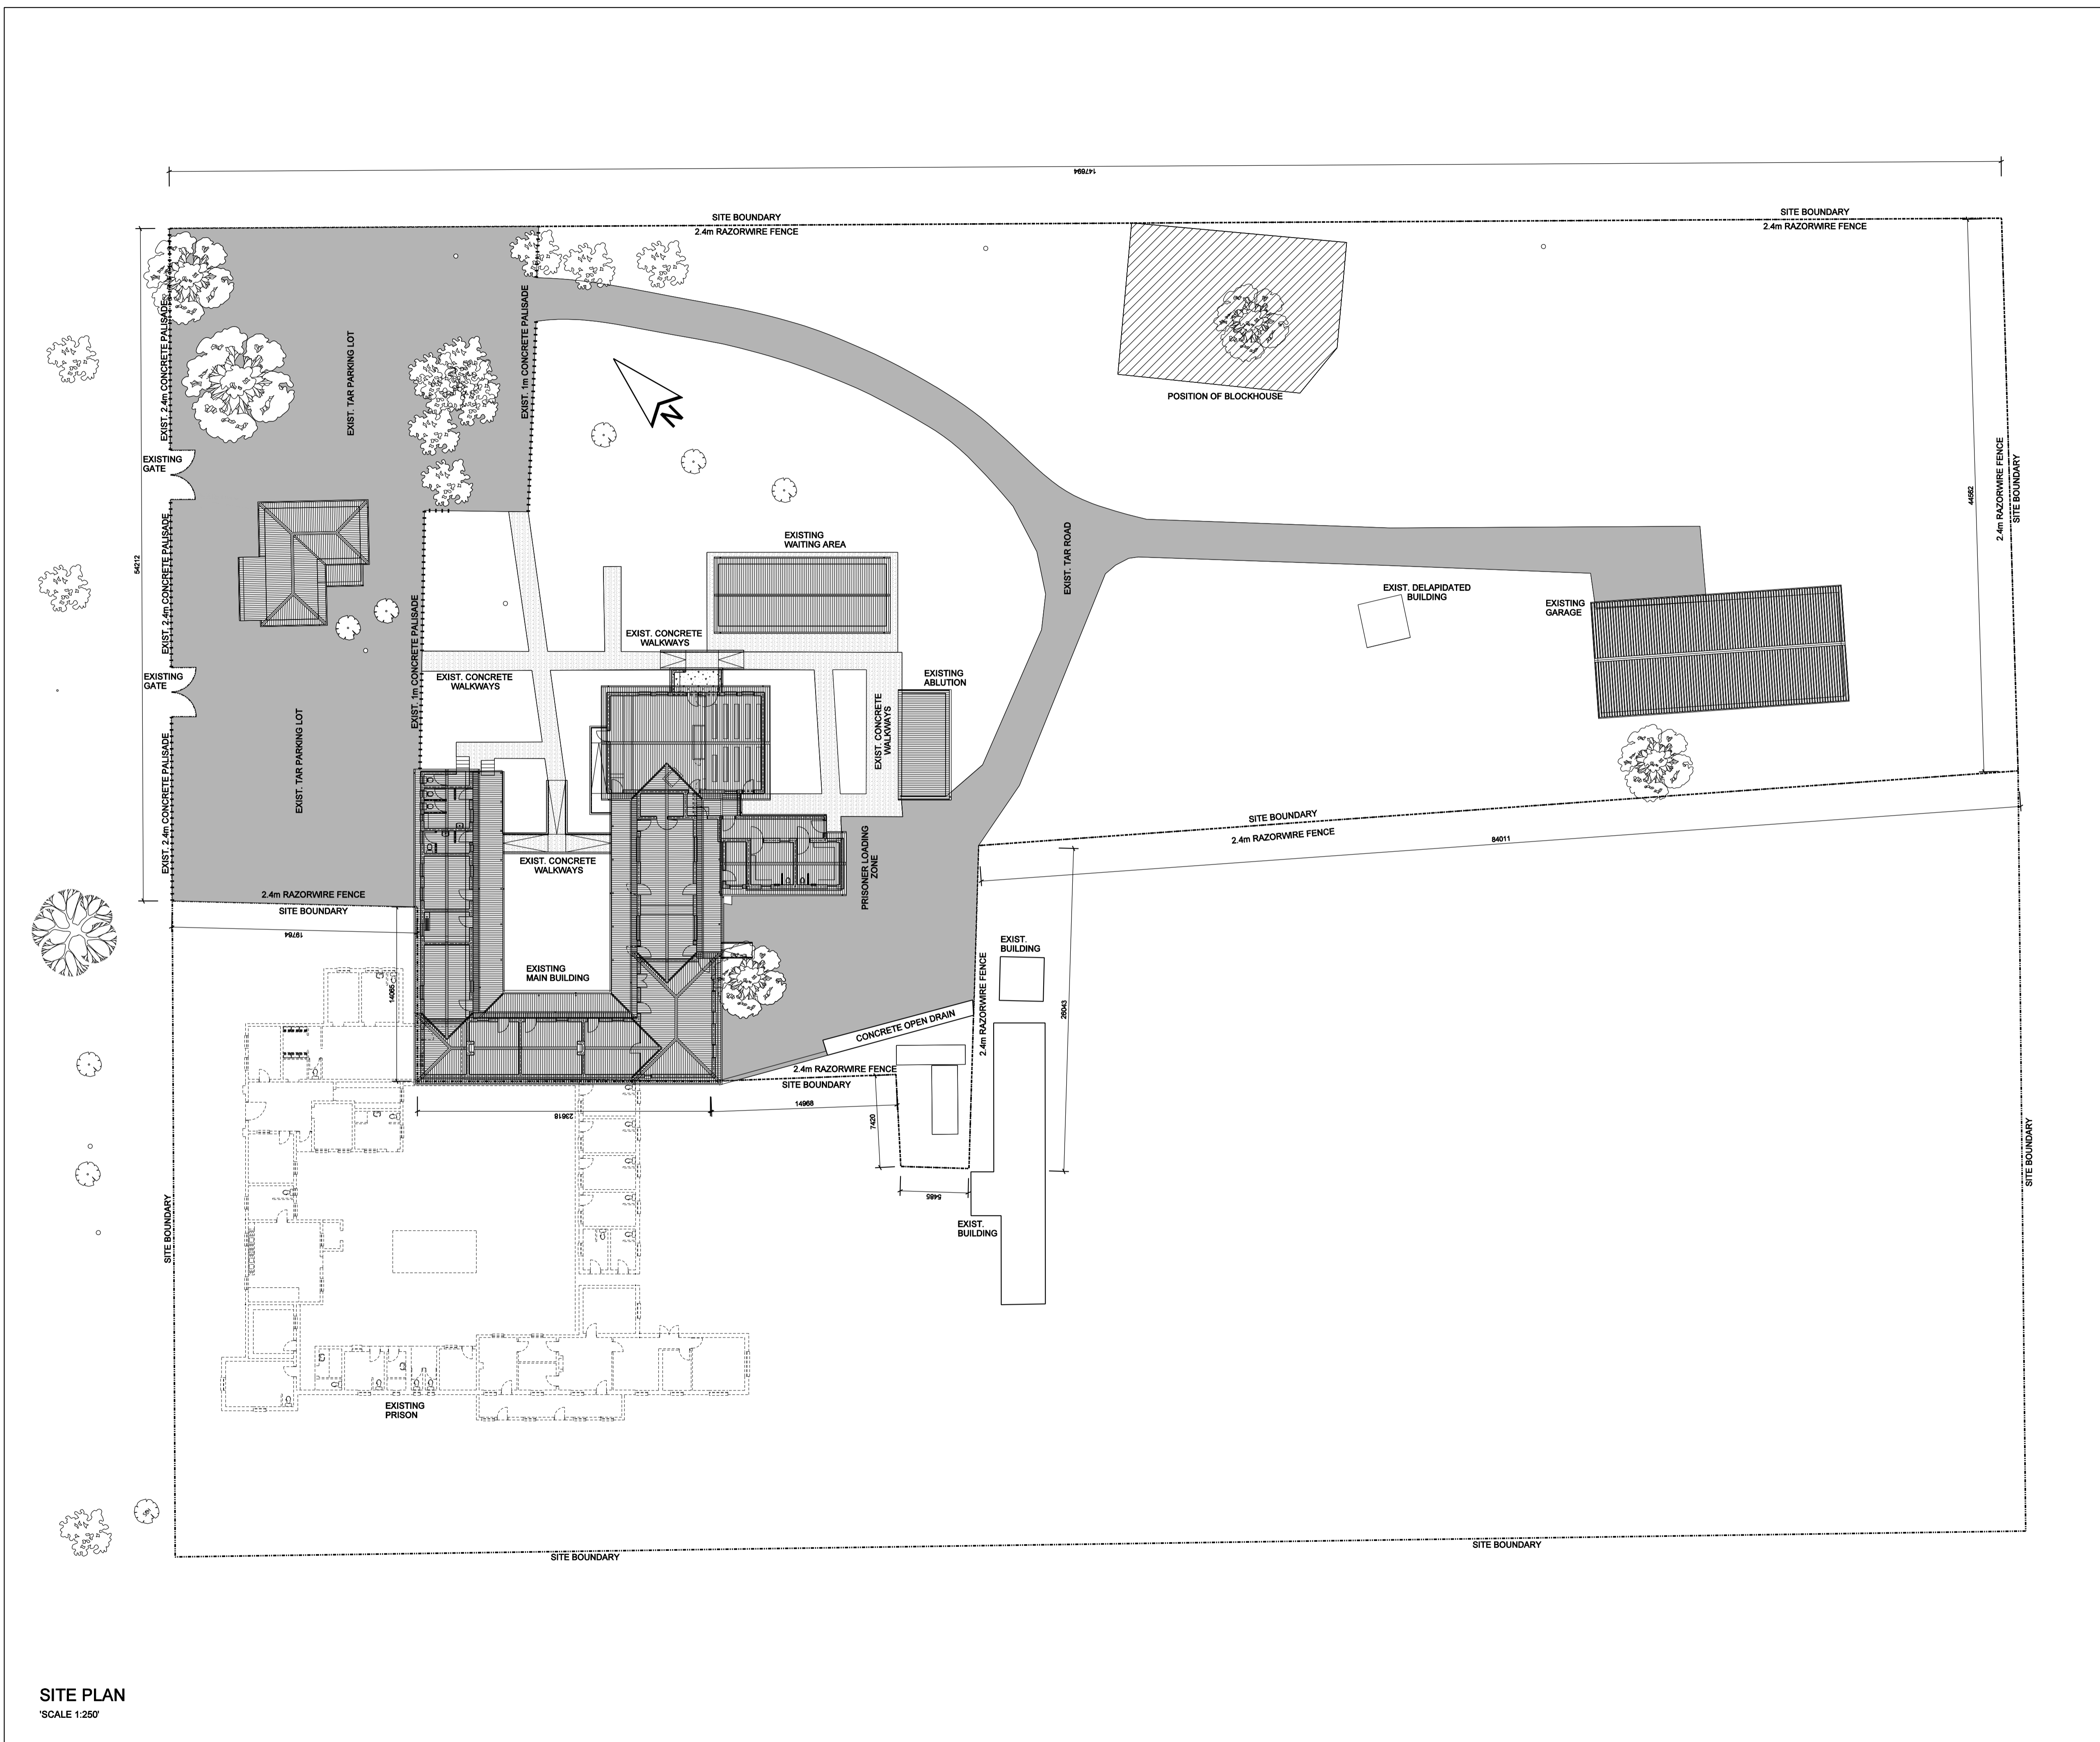 147694
SITE BOUNDARY
2.4m RAZORWIRE FENCE
SITE BOUNDARY
2.4m RAZORWIRE FENCE
EXIST. 2.4m CONCRETE PALISADE
EXIST. TAR PARKING LOT
EXIST. 1m CONCRETE PALISADE
N
POSITION OF BLOCKHOUSE
44562
2.4m RAZORWIRE FENCE
SITE BOUNDARY
EXISTING
GATE
54212
EXIST. 2.4m CONCRETE PALISADE
EXISTING
WAITING AREA
EXIST. TAR ROAD
EXIST. DELAPIDATED
BUILDING
EXISTING
GARAGE
EXIST. CONCRETE
WALKWAYS
EXIST. 1m CONCRETE PALISADE
EXISTING
GATE
EXIST. CONCRETE
WALKWAYS
EXISTING
ABLUTION
EXIST. CONCRETE
WALKWAYS
EXIST. TAR PARKING LOT
EXIST. 2.4m CONCRETE PALISADE
SITE BOUNDARY
2.4m RAZORWIRE FENCE
84011
EXIST. CONCRETE
WALKWAYS
PRISONER LOADING
ZONE
2.4m RAZORWIRE FENCE
SITE BOUNDARY
19764
14065
EXISTING
MAIN BUILDING
EXIST.
BUILDING
2.4m RAZORWIRE FENCE
26043
CONCRETE OPEN DRAIN
2.4m RAZORWIRE FENCE
SITE BOUNDARY
23618
14968
7420
5485
EXIST.
BUILDING
SITE BOUNDARY
SITE BOUNDARY
EXISTING
PRISON
SITE BOUNDARY
SITE BOUNDARY
SITE PLAN
'SCALE 1:250'